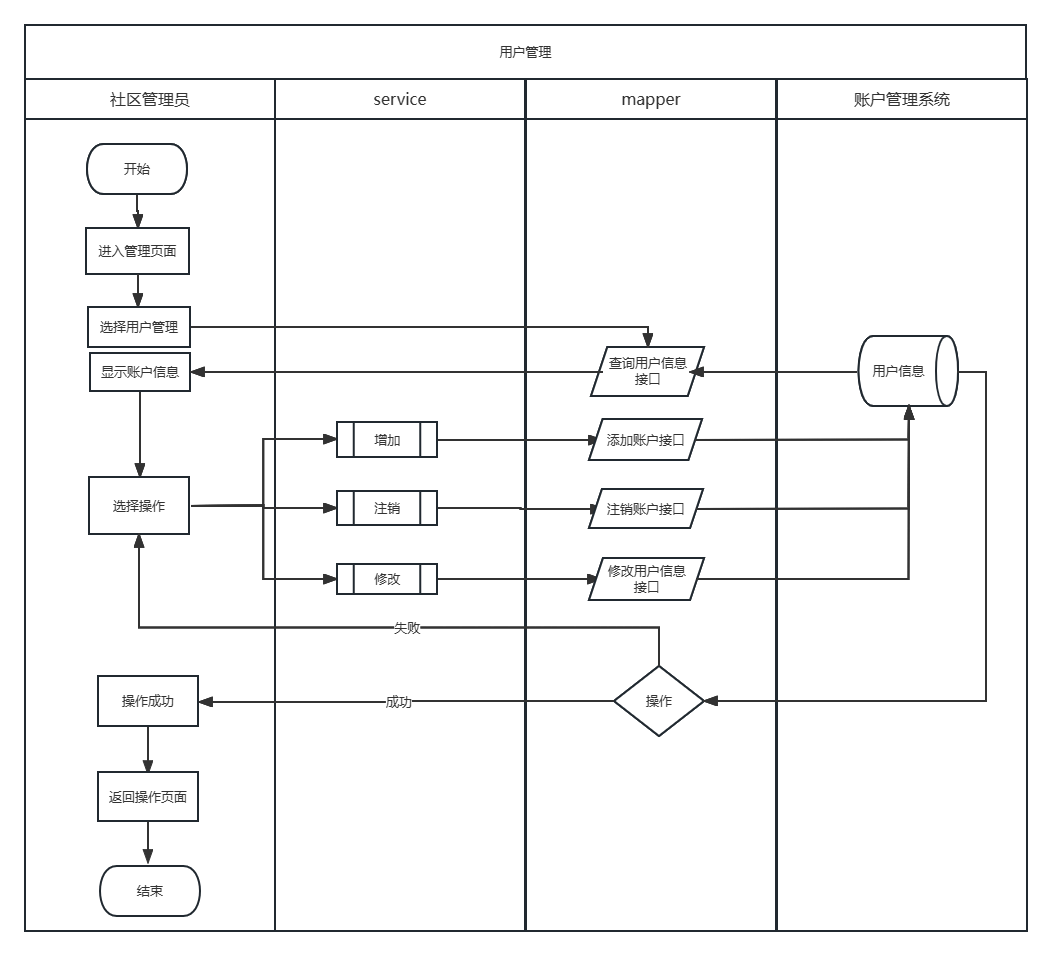 用户管理
社区管理员
service
mapper
账户管理系统
开始
进入管理页面
选择用户管理
显示账户信息
查询用户信息
接口
用户信息
增加
添加账户接口
选择操作
注销
注销账户接口
修改
修改用户信息
接口
失败
操作成功
成功
操作
返回操作页面
结束